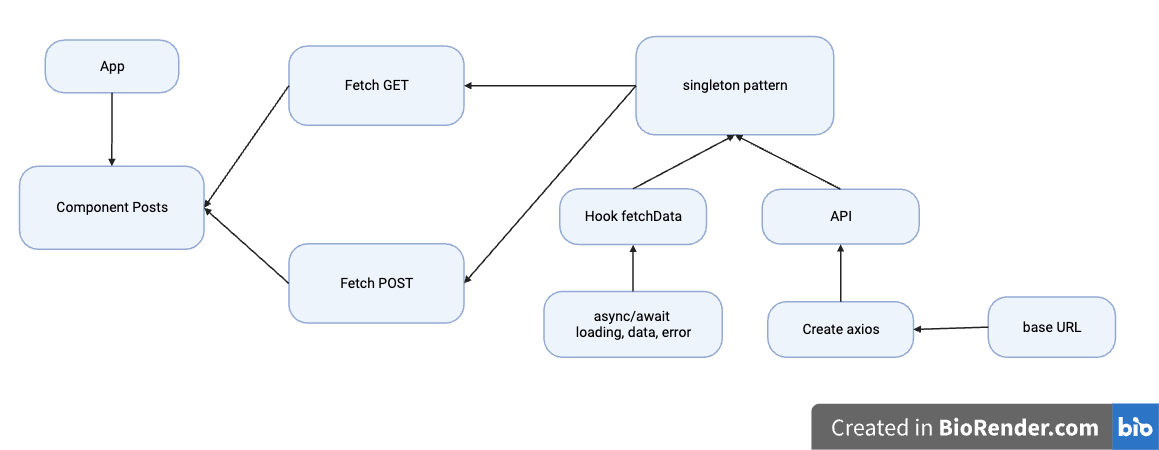 App
Fetch GET
singleton pattern
Component Posts
Hook fetchData
API
Fetch POST
async/await
loading, data, error
Create axios
base URL
Created in BioRender.com bio